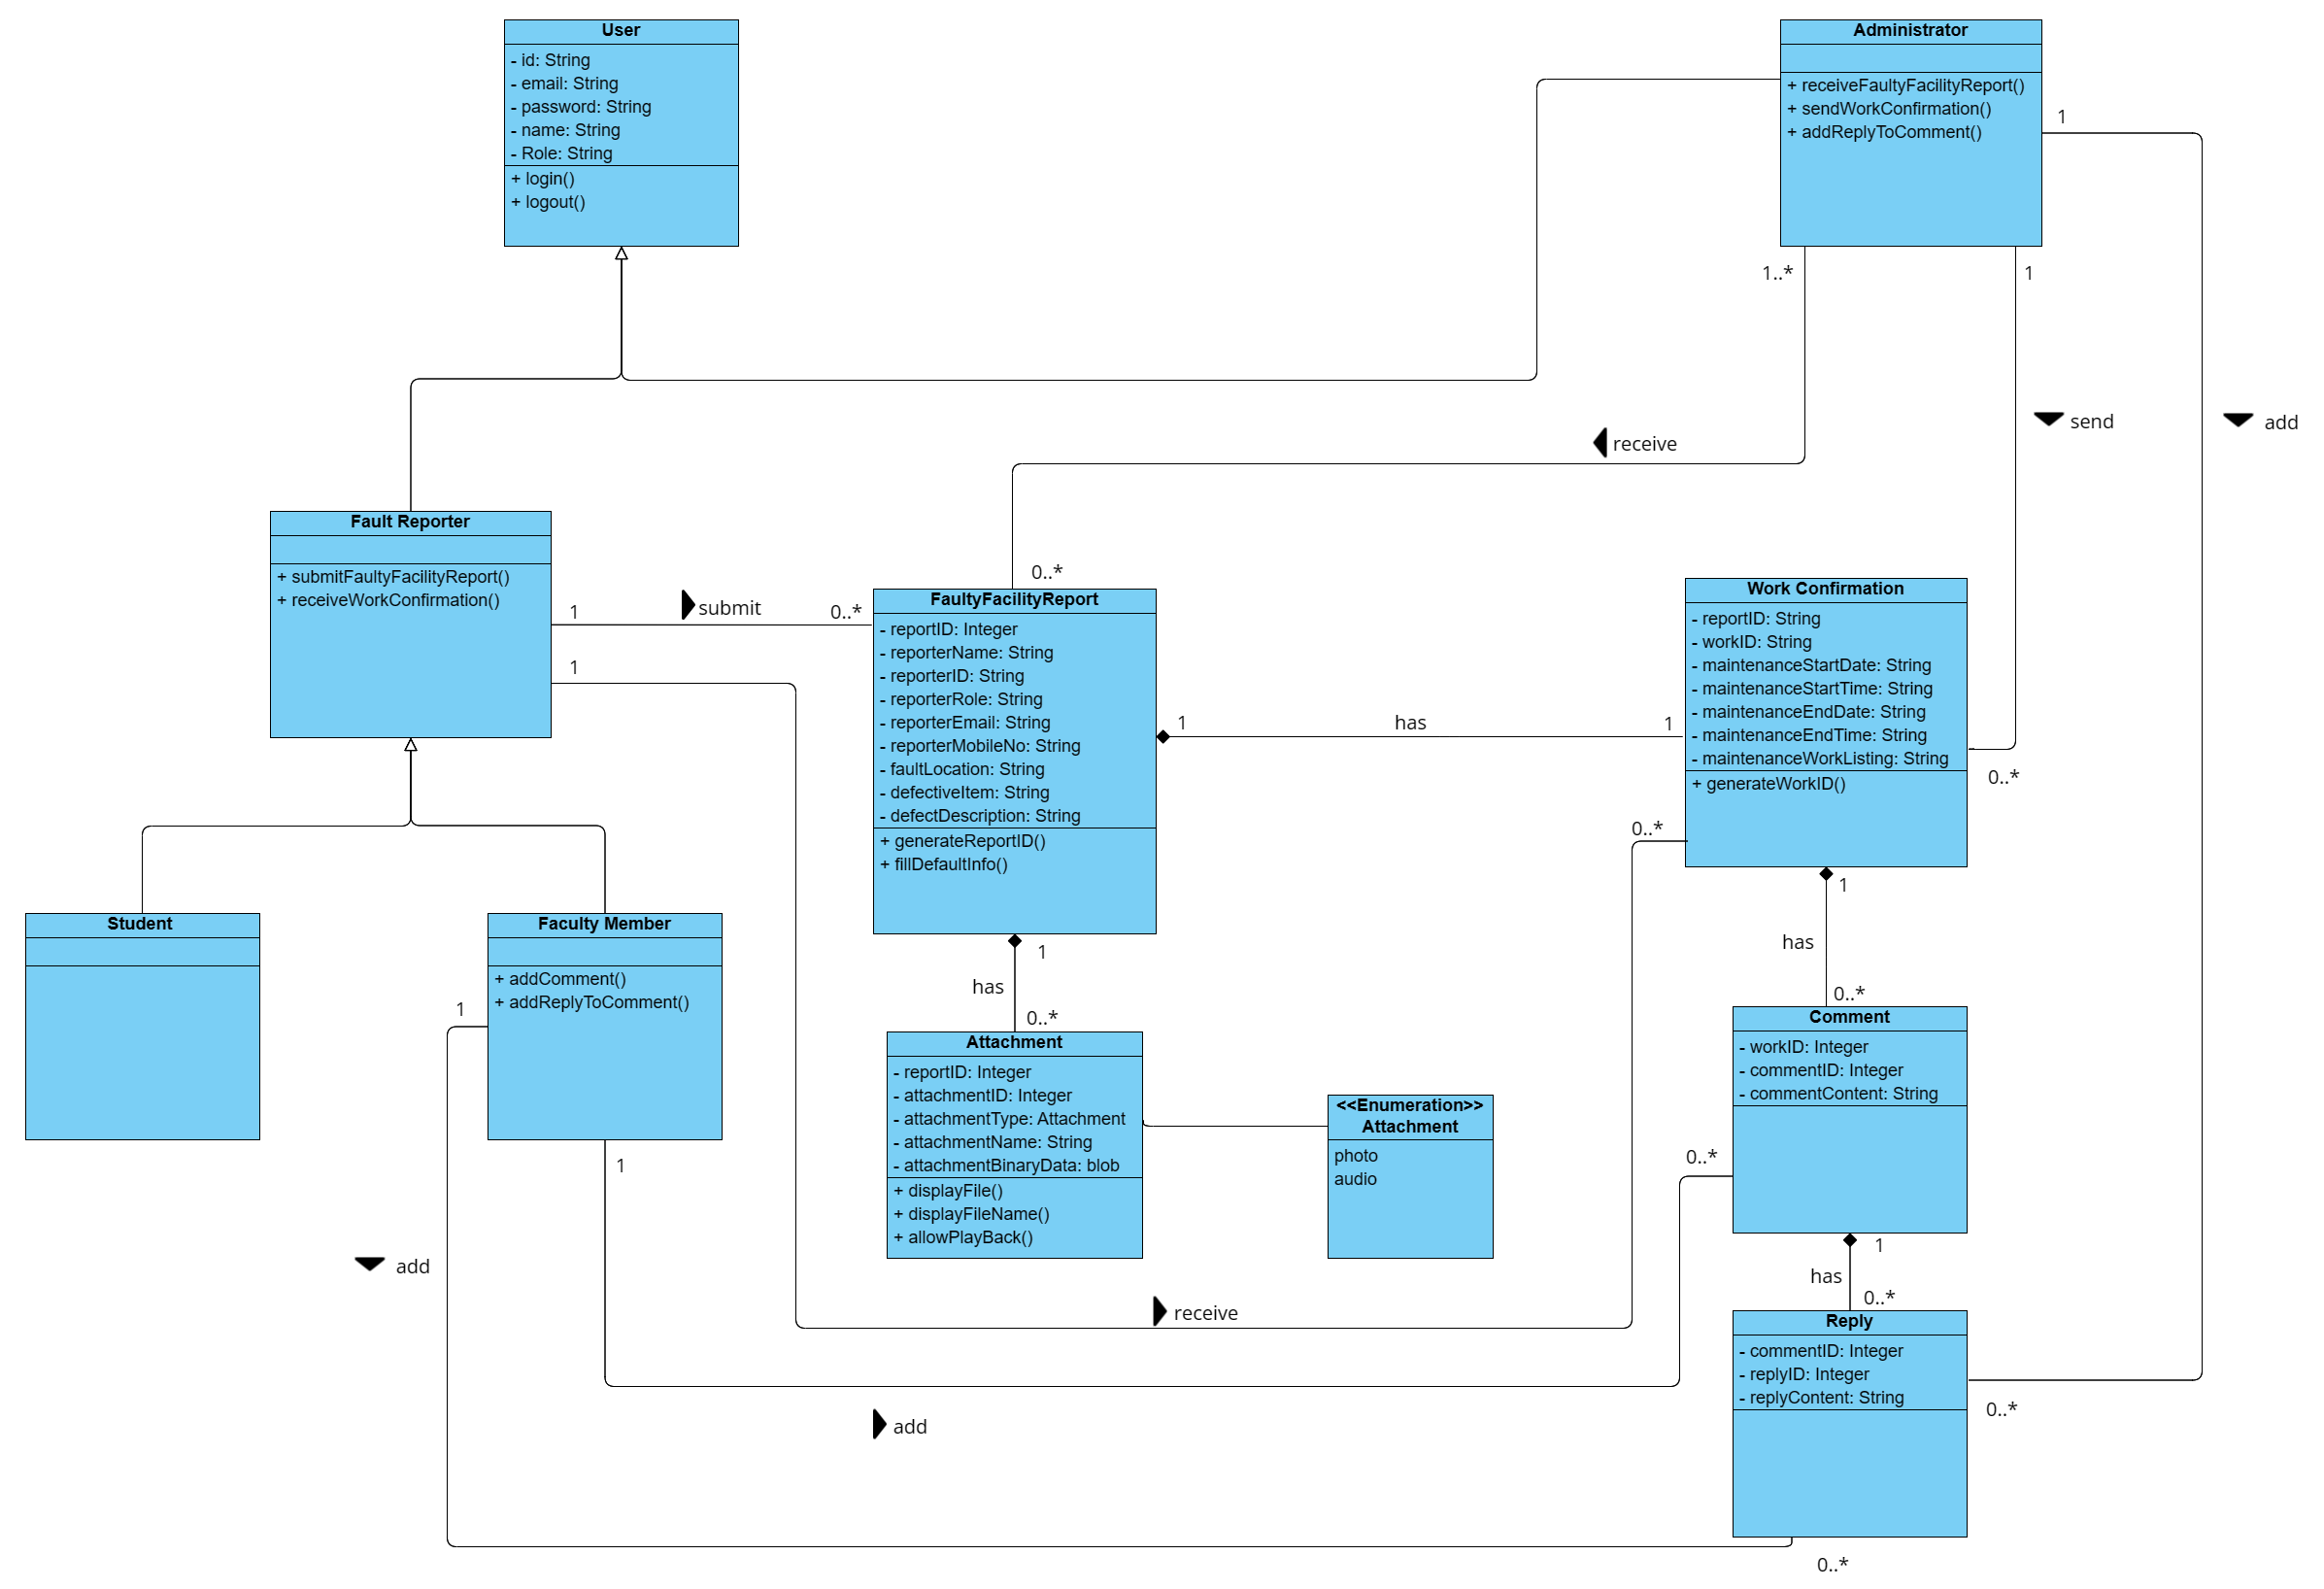 User
- id: String
- email: String
- password: String
- name: String
- Role: String
+ login()
+ logout()
Administrator
+ receiveFaultyFacilityReport()
+ sendWorkConfirmation()
+ addReplyToComment()
1
1..*
1
send
add
receive
Fault Reporter
+ submitFaultyFacilityReport()
+ receiveWorkConfirmation()
1
submit
0..*
1
0..*
FaultyFacilityReport
- reportID: Integer
- reporterName: String
- reporterID: String
- reporterRole: String
- reporterEmail: String
- reporterMobileNo: String
- faultLocation: String
- defectiveItem: String
- defectDescription: String
+ generateReportID()
+ fillDefaultInfo()
1
has
1
Work Confirmation
- reportID: String
- workID: String
- maintenanceStartDate: String
- maintenanceStartTime: String
- maintenanceEndDate: String
- maintenanceEndTime: String
- maintenanceWorkListing: String
+ generateWorkID()
0..*
0..*
1
has
0..*
Student
Faculty Member
+ addComment()
+ addReplyToComment()
1
1
1
has
0..*
Attachment
- reportID: Integer
- attachmentID: Integer
- attachmentType: Attachment
- attachmentName: String
- attachmentBinaryData: blob
+ displayFile()
+ displayFileName()
+ allowPlayBack()
<<Enumeration>>
Attachment
photo
audio
Comment
- workID: Integer
- commentID: Integer
- commentContent: String
0..*
1
has
0..*
add
receive
Reply
- commentID: Integer
- replyID: Integer
- replyContent: String
0..*
add
0..*